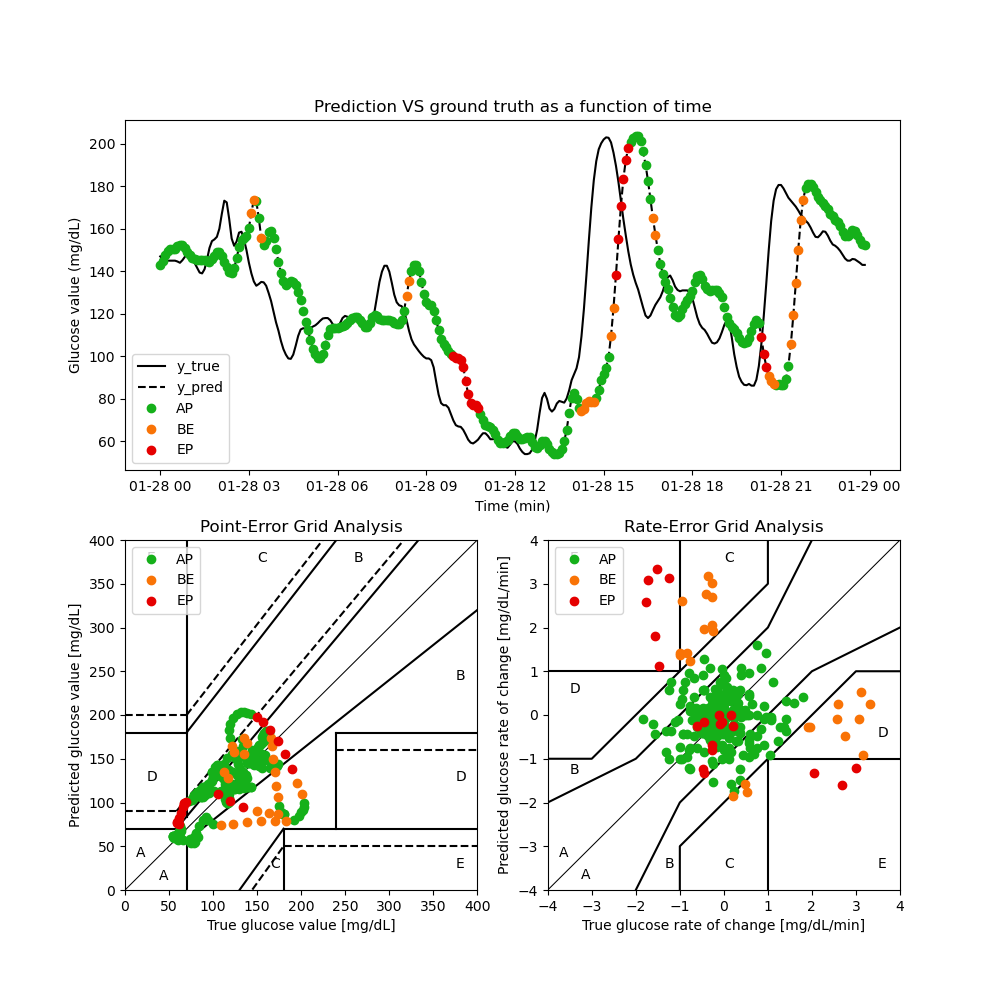 Prediction VS ground truth as a function of time
Glucose value (mg/dL)
200
180
160
140
120
100
80
60
y_true
y_pred
AP
BE
EP
01-28 00 01-28 03 01-28 06 01-28 09 01-28 12 01-28 15 01-28 18 01-28 21 01-29 00
Time (min)
Point-Error Grid Analysis
Predicted glucose value [mg/dL]
400
350
300
250
200
150
100
50
0
AP
BE
EP
C
B
B
D
D
A
A
C
E
0 50 100 150 200 250 300 350 400
True glucose value [mg/dL]
Rate-Error Grid Analysis
Predicted glucose rate of change [mg/dL/min]
4
3
2
1
0
−1
−2
−3
−4
AP
BE
EP
C
D
D
B
A
A
B
C
E
−4 −3 −2 −1 0 1 2 3 4
True glucose rate of change [mg/dL/min]